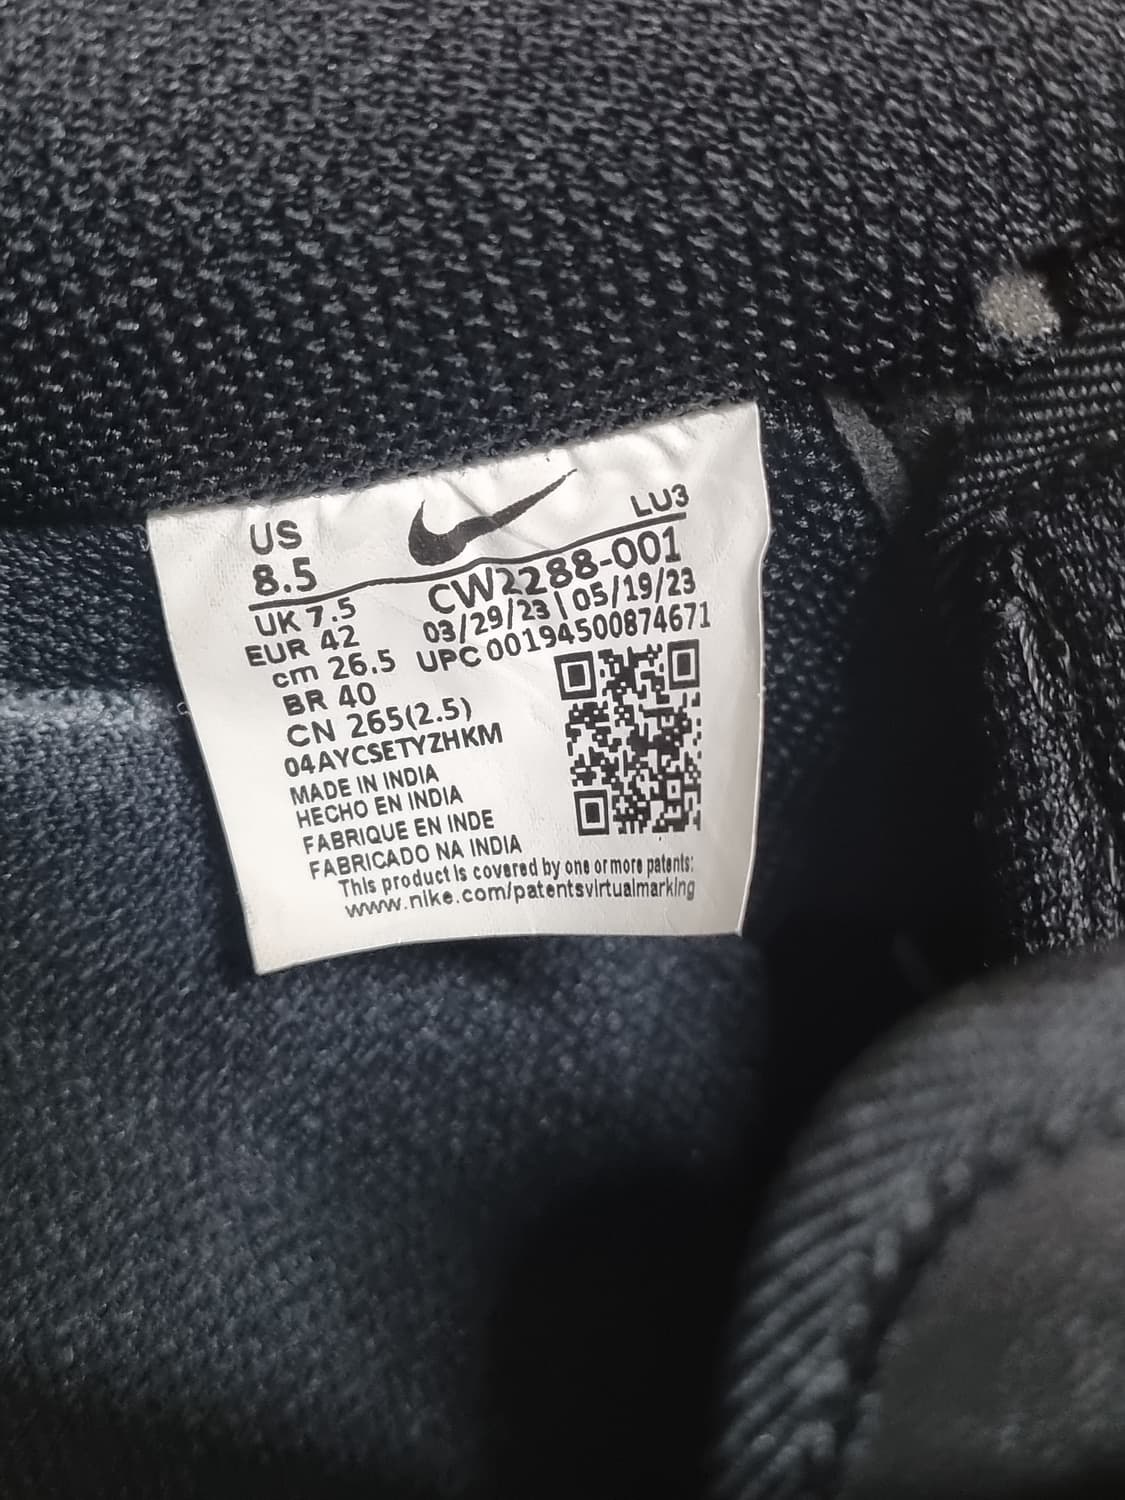 US
8.5
LU3
UK 7.5
CW2288-001
EUR 42
03/29/23 | 05/19/23
cm 26.5
UPC 00194500874671
BR 40
CN 265(2.5)
04AYCSETYZHKM
MADE IN INDIA
HECHO EN INDIA
FABRIQUE EN INDE
FABRICADO NA INDIA
This product is covered by one or more patents:
www.nike.com/patentsvirtualmarking